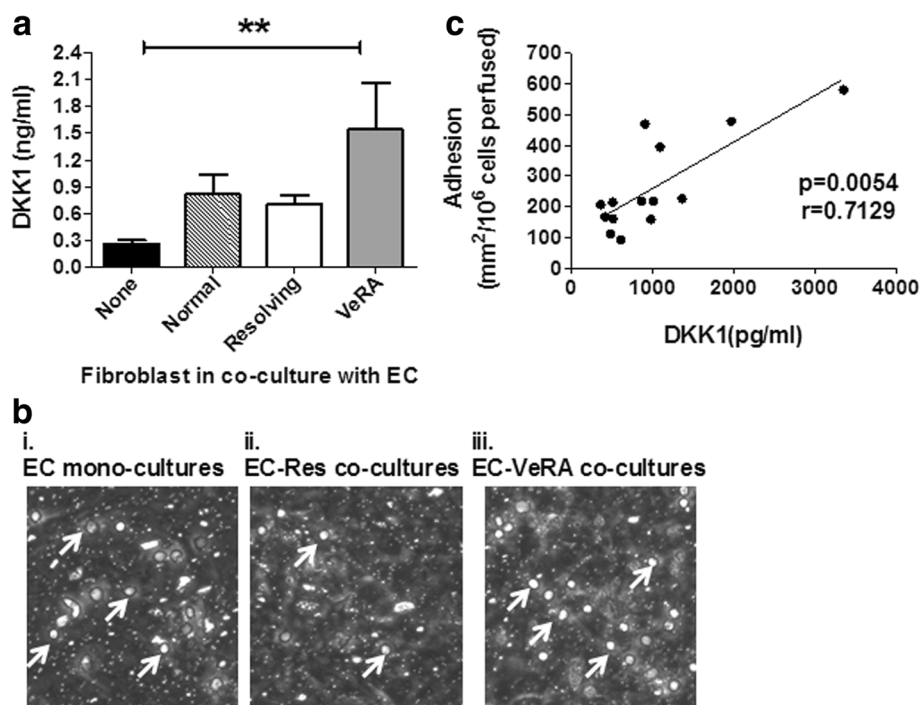 a
**
DKK1 (ng/ml)
2.4
2.1
1.8
1.5
1.2
0.9
0.6
0.3
0.0
None
Normal
Resolving
VeRA
Fibroblast in co-culture with EC
c
Adhesion
(mm²/10⁶ cells perfused)
700
600
500
400
300
200
100
0
p=0.0054
r=0.7129
0
1000
2000
3000
4000
DKK1(pg/ml)
b
i.
EC mono-cultures
ii.
EC-Res co-cultures
iii.
EC-VeRA co-cultures